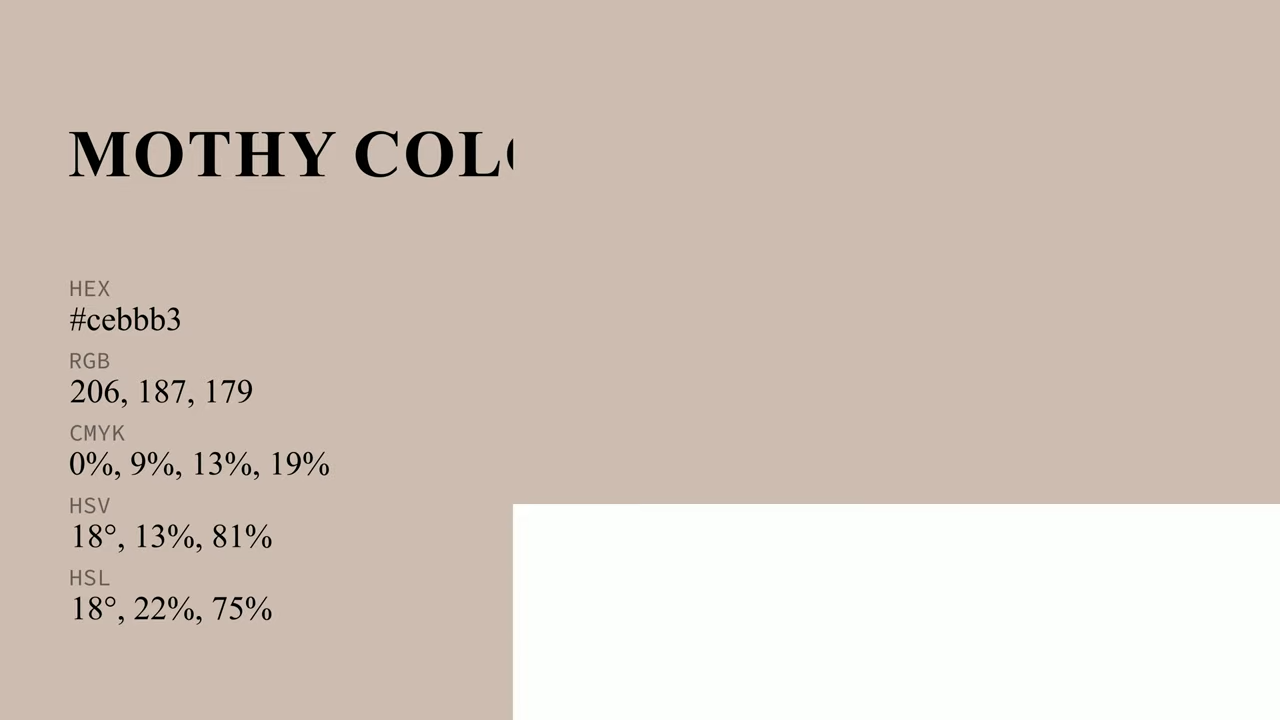 MOTHY COL
HEX
#cebbb3
RGB
206, 187, 179
CMYK
0%, 9%, 13%, 19%
HSV
18°, 13%, 81%
HSL
18°, 22%, 75%